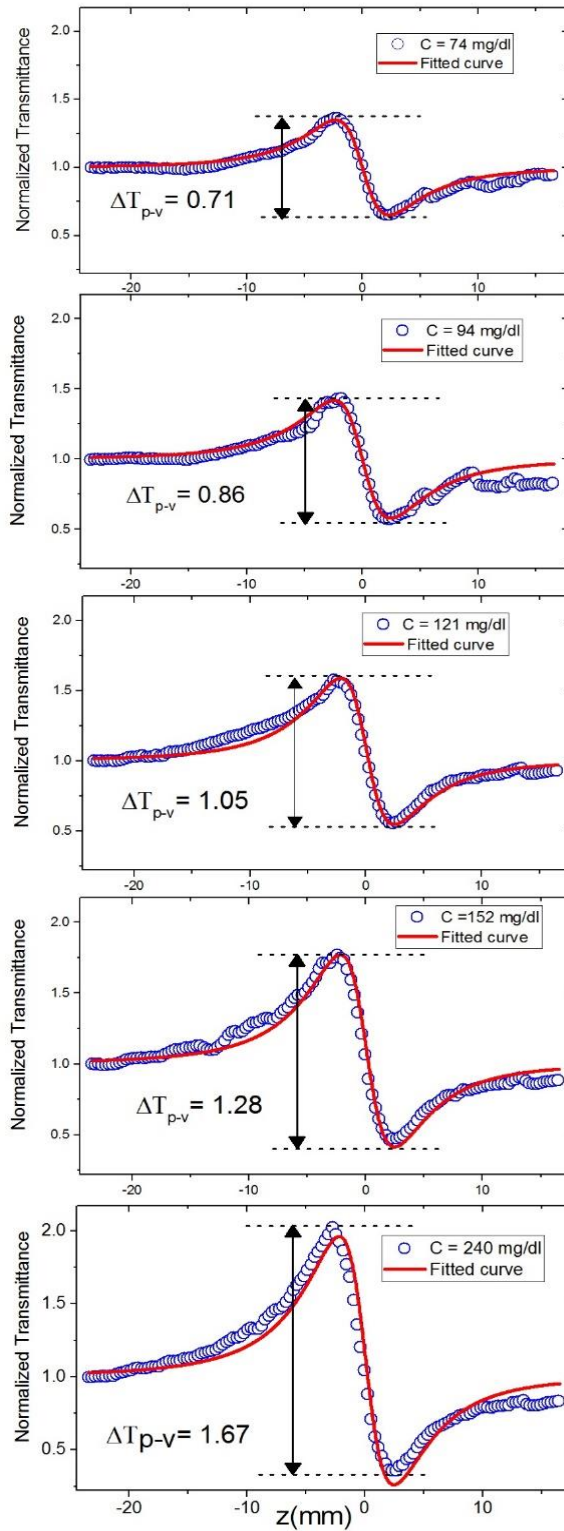 2.0
C = 74 mg/dl
Fitted curve
1.5
1.0
ΔTp-v = 0.71
0.5
Normalized Transmittance
-20
-10
0
10
2.0
C = 94 mg/dl
Fitted curve
1.5
1.0
ΔTp-v = 0.86
0.5
Normalized Transmittance
-20
-10
0
10
2.0
C = 121 mg/dl
Fitted curve
1.5
1.0
ΔTp-v = 1.05
0.5
Normalized Transmittance
-20
-10
0
10
2.0
C =152 mg/dl
Fitted curve
1.5
1.0
ΔTp-v = 1.28
0.5
Normalized Transmittance
-20
-10
0
10
2.0
C = 240 mg/dl
Fitted curve
1.5
1.0
ΔTp-v = 1.67
0.5
Normalized Transmittance
-20
-10
0
10
z(mm)